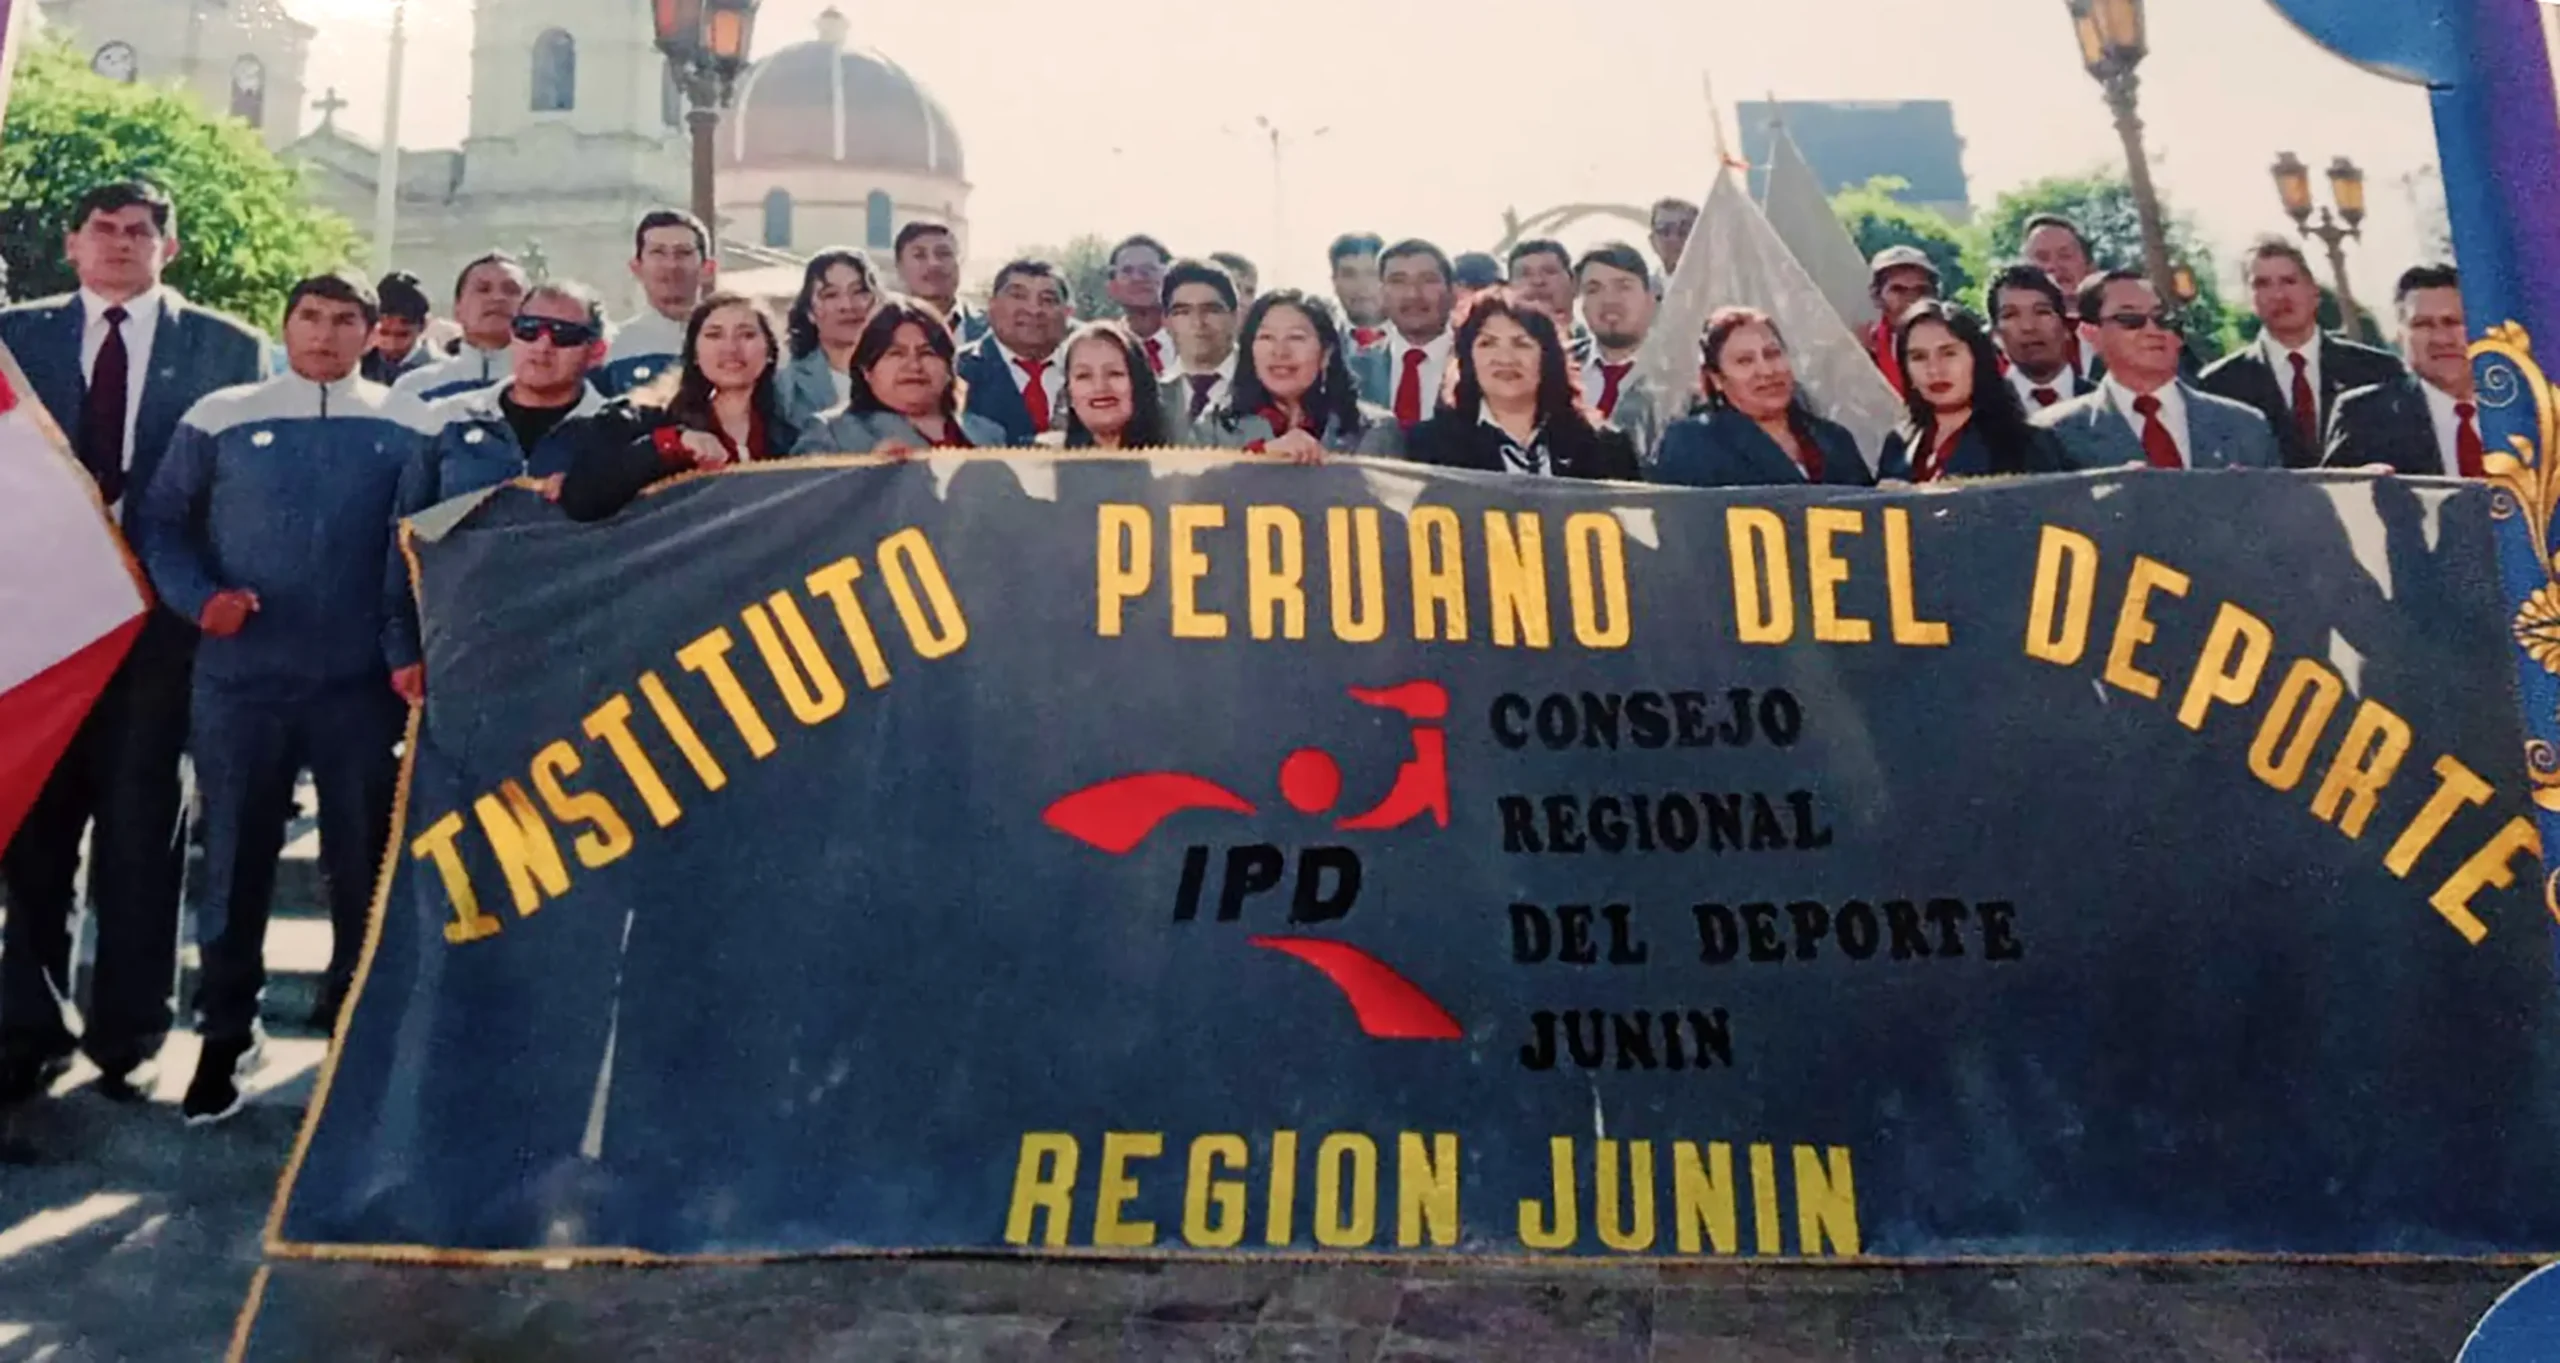 INSTITUTO PERUANO DEL DEPORTE
IPD
CONSEJO
REGIONAL
DEL DEPORTE
JUNIN
REGION JUNIN